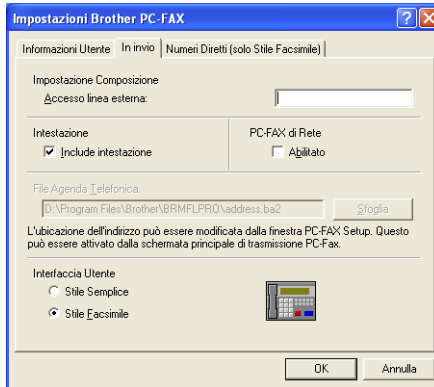 Impostazioni Brother PC-FAX
Informazioni Utente
In invio
Numeri Diretti (solo Stile Facsimile)
Impostazione Composizione
Accesso linea esterna:
Intestazione
PC-FAX di Rete
Include intestazione
Abilitato
File Agenda Telefonica.
D:\Program Files\Brother\BRMFLPRO\address.ba2
Sfoglia
L'ubicazione dell'indirizzo può essere modificata dalla finestra PC-FAX Setup. Questo
può essere attivato dalla schermata principale di trasmissione PC-Fax.
Interfaccia Utente
Stile Semplice
Stile Facsimile
OK
Annulla